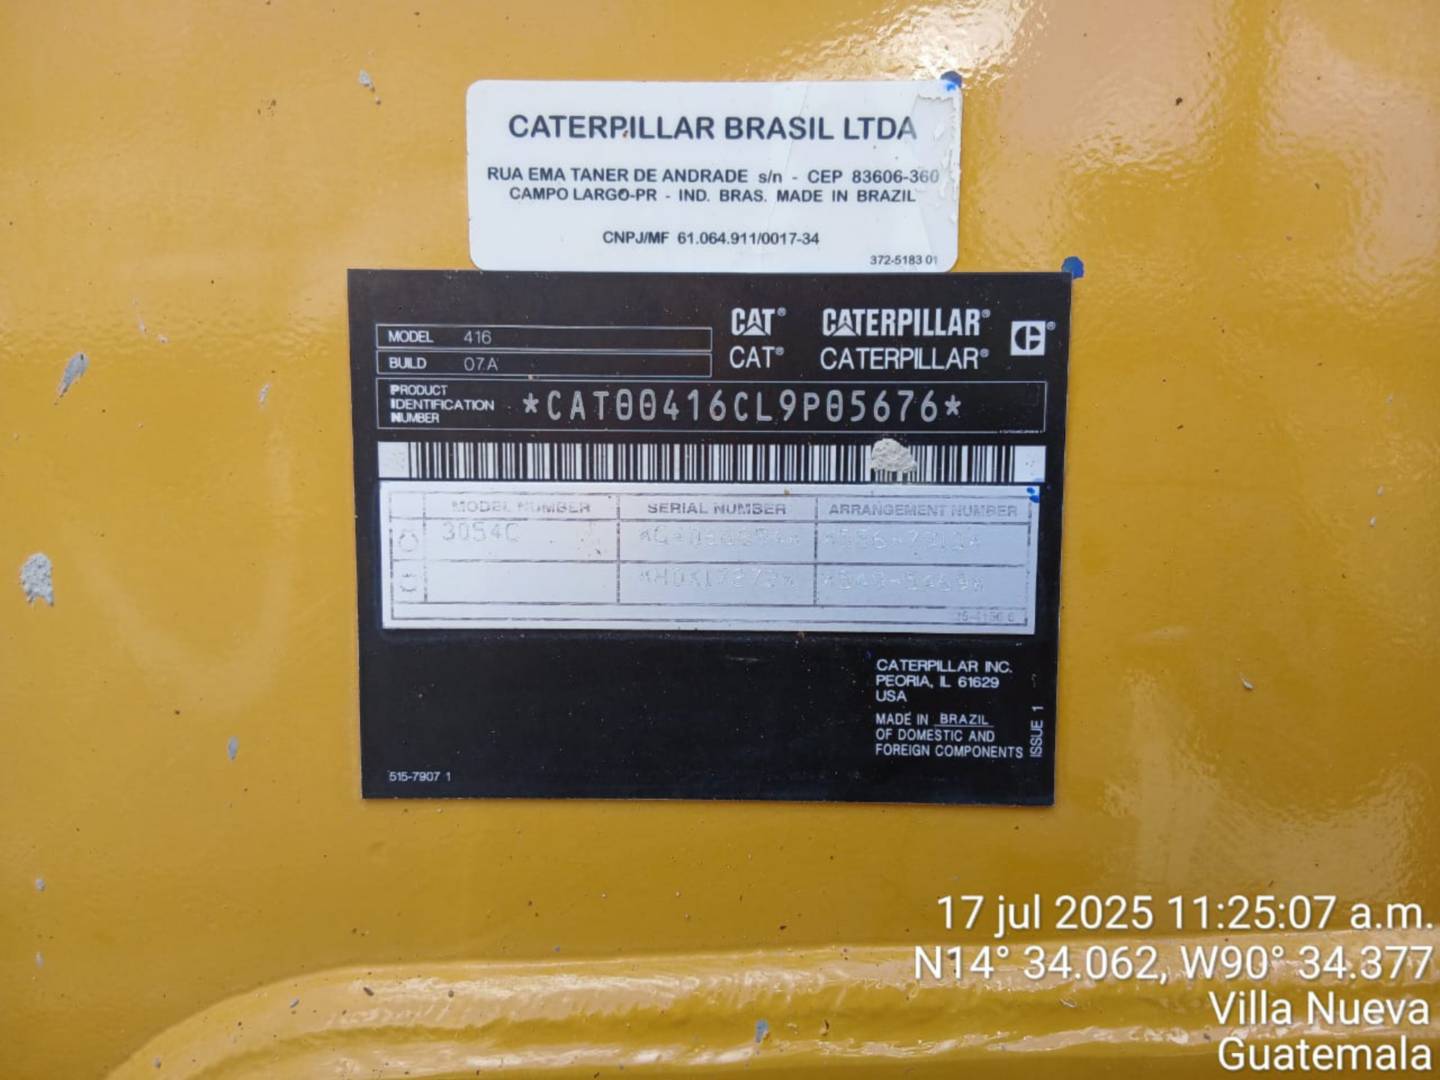 CATERPILLAR BRASIL LTDA
RUA EMA TANER DE ANDRADE s/n - CEP 83606-360
CAMPO LARGO-PR - IND. BRAS. MADE IN BRAZIL
CNPJ/MF 61.064.911/0017-34
372-5183 01
CAT® CATERPILLAR®
CAT® CATERPILLAR®
MODEL 416
BUILD 07A
PRODUCT
IDENTIFICATION
NUMBER
*CAT00416CL9P05676*
MODEL NUMBER SERIAL NUMBER ARRANGEMENT NUMBER
3054C
CATERPILLAR INC.
PEORIA, IL 61629
USA
MADE IN BRAZIL
OF DOMESTIC AND
FOREIGN COMPONENTS
ISSUE 1
515-7907 1
17 jul 2025 11:25:07 a.m.
N14° 34.062, W90° 34.377
Villa Nueva
Guatemala